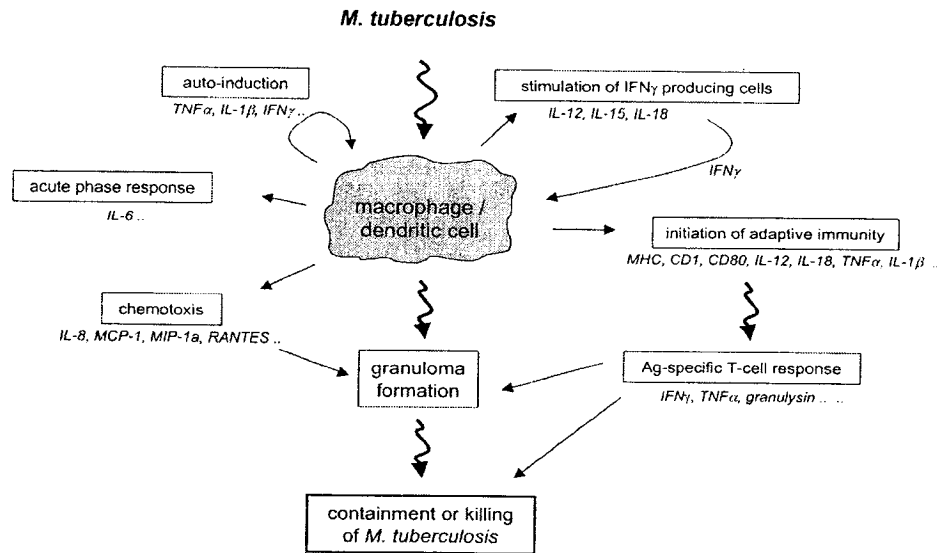 M. tuberculosis
auto-induction
TNFα, IL-1β, IFNγ ..
stimulation of IFNγ producing cells
IL-12, IL-15, IL-18
IFNγ
acute phase response
IL-6 ..
macrophage /
dendritic cell
initiation of adaptive immunity
MHC, CD1, CD80, IL-12, IL-18, TNFα, IL-1β ..
chemotoxis
IL-8, MCP-1, MIP-1a, RANTES ..
granuloma
formation
Ag-specific T-cell response
IFNγ, TNFα, granulysin .. ..
containment or killing
of M. tuberculosis